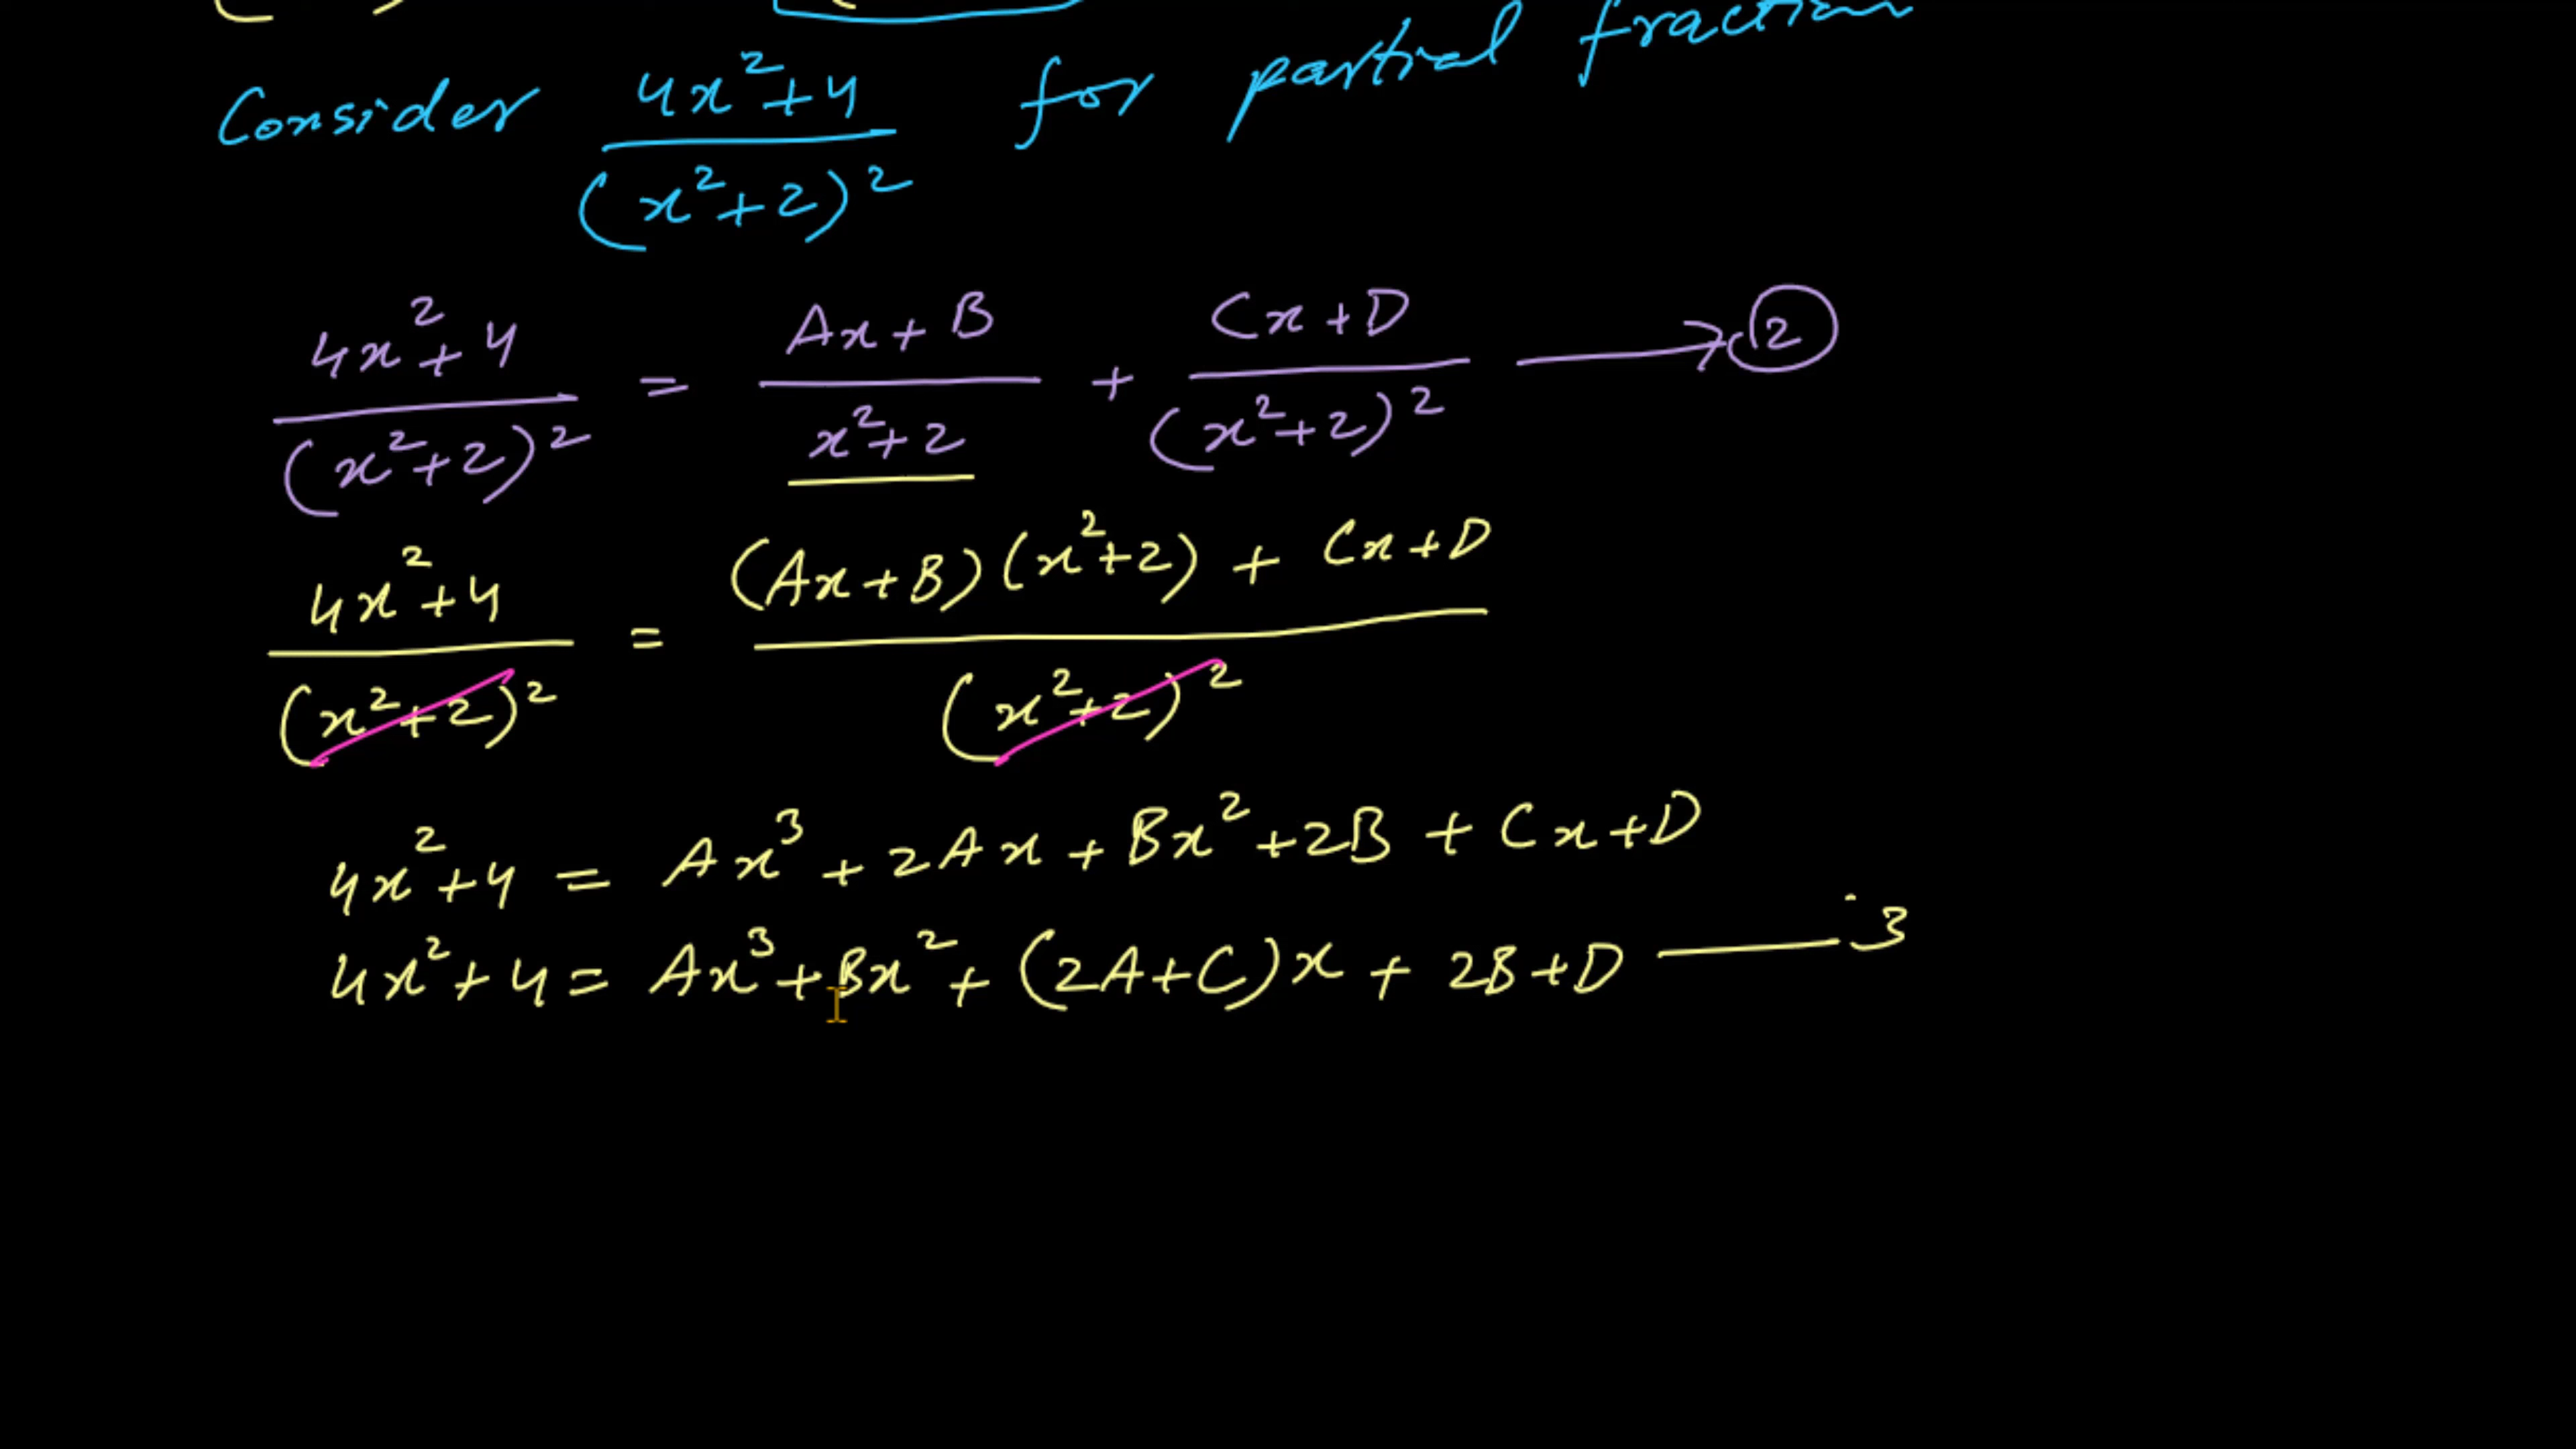 Consider (4x²+4)/(x²+2)² for partial fraction
(4x²+4)/(x²+2)² = (Ax+B)/(x²+2) + (Cx+D)/(x²+2)² → ②
(4x²+4)/(x²+2)² = ((Ax+B)(x²+2) + Cx+D)/(x²+2)²
4x²+4 = Ax³ + 2Ax + Bx² + 2B + Cx+D
4x²+4 = Ax³+Bx² + (2A+C)x + 2B+D — 3